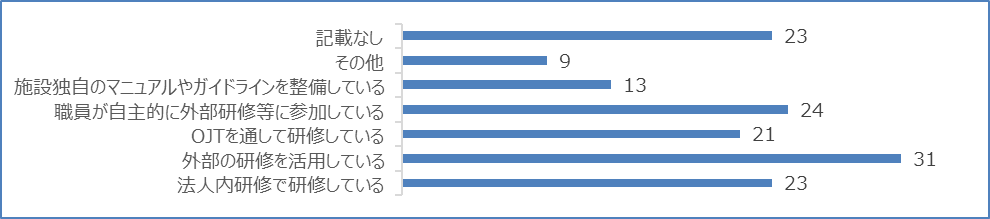 記載なし 23
その他 9
施設独自のマニュアルやガイドラインを整備している 13
職員が自主的に外部研修等に参加している 24
OJTを通して研修している 21
外部の研修を活用している 31
法人内研修で研修している 23